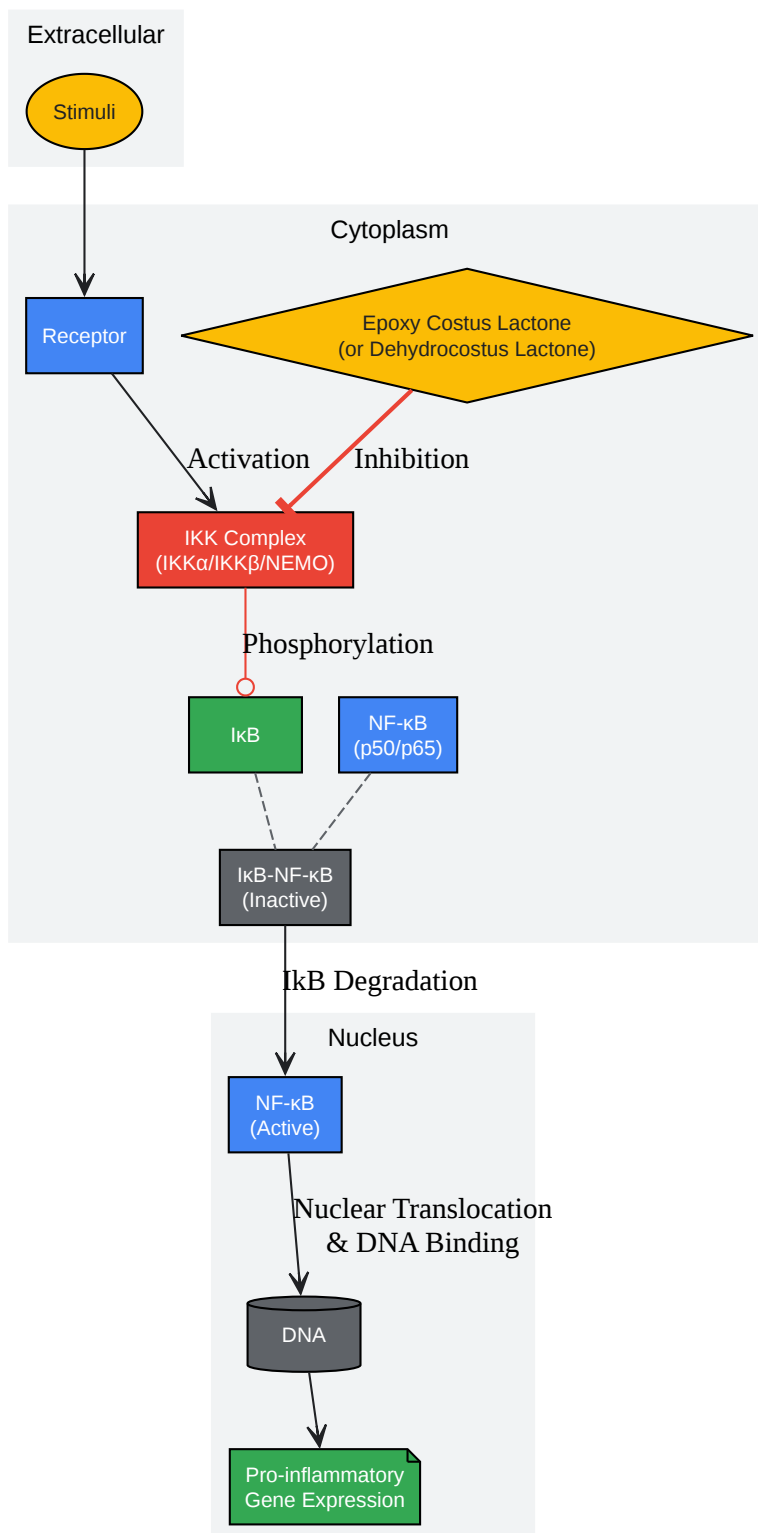 Extracellular
Stimuli
Cytoplasm
Receptor
Epoxy Costus Lactone
(or Dehydrocostus Lactone)
Activation
Inhibition
IKK Complex
(IKKα/IKKβ/NEMO)
Phosphorylation
IκB
NF-κB
(p50/p65)
IκB-NF-κB
(Inactive)
IkB Degradation
Nucleus
NF-κB
(Active)
Nuclear Translocation
& DNA Binding
DNA
Pro-inflammatory
Gene Expression